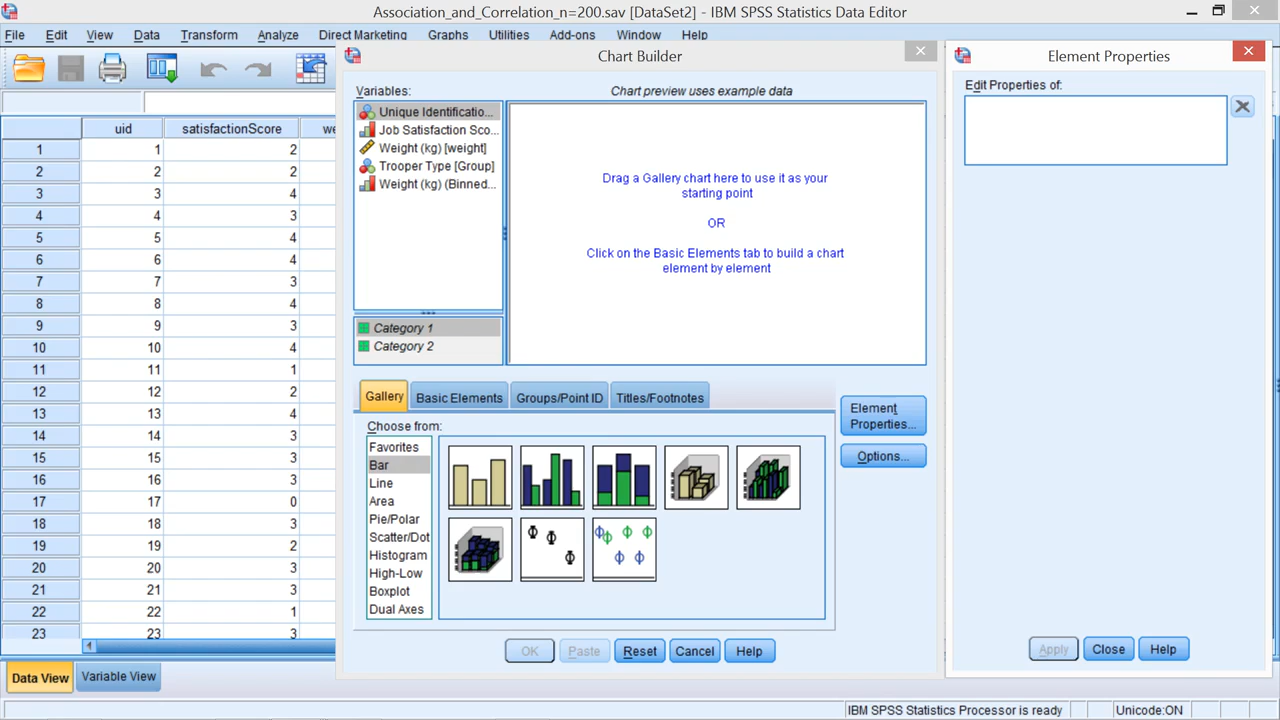 Association_and_Correlation_n=200.sav [DataSet2] - IBM SPSS Statistics Data Editor
File Edit View Data Transform Analyze Direct Marketing Graphs Utilities Add-ons Window Help
uid satisfactionScore we
1 1 2
2 2 2
3 3 4
4 4 3
5 5 4
6 6 4
7 7 3
8 8 4
9 9 3
10 10 4
11 11 1
12 12 2
13 13 4
14 14 3
15 15 3
16 16 3
17 17 0
18 18 3
19 19 2
20 20 3
21 21 3
22 22 1
23 23 3
Data View Variable View
Chart Builder
Variables:
Unique Identificatio...
Job Satisfaction Sco...
Weight (kg) [weight]
Trooper Type [Group]
Weight (kg) (Binned...
Category 1
Category 2
Chart preview uses example data
Drag a Gallery chart here to use it as your
starting point
OR
Click on the Basic Elements tab to build a chart
element by element
Gallery Basic Elements Groups/Point ID Titles/Footnotes
Choose from:
Favorites
Bar
Line
Area
Pie/Polar
Scatter/Dot
Histogram
High-Low
Boxplot
Dual Axes
Element
Properties...
Options...
OK Paste Reset Cancel Help
Element Properties
Edit Properties of:
Apply Close Help
IBM SPSS Statistics Processor is ready Unicode:ON